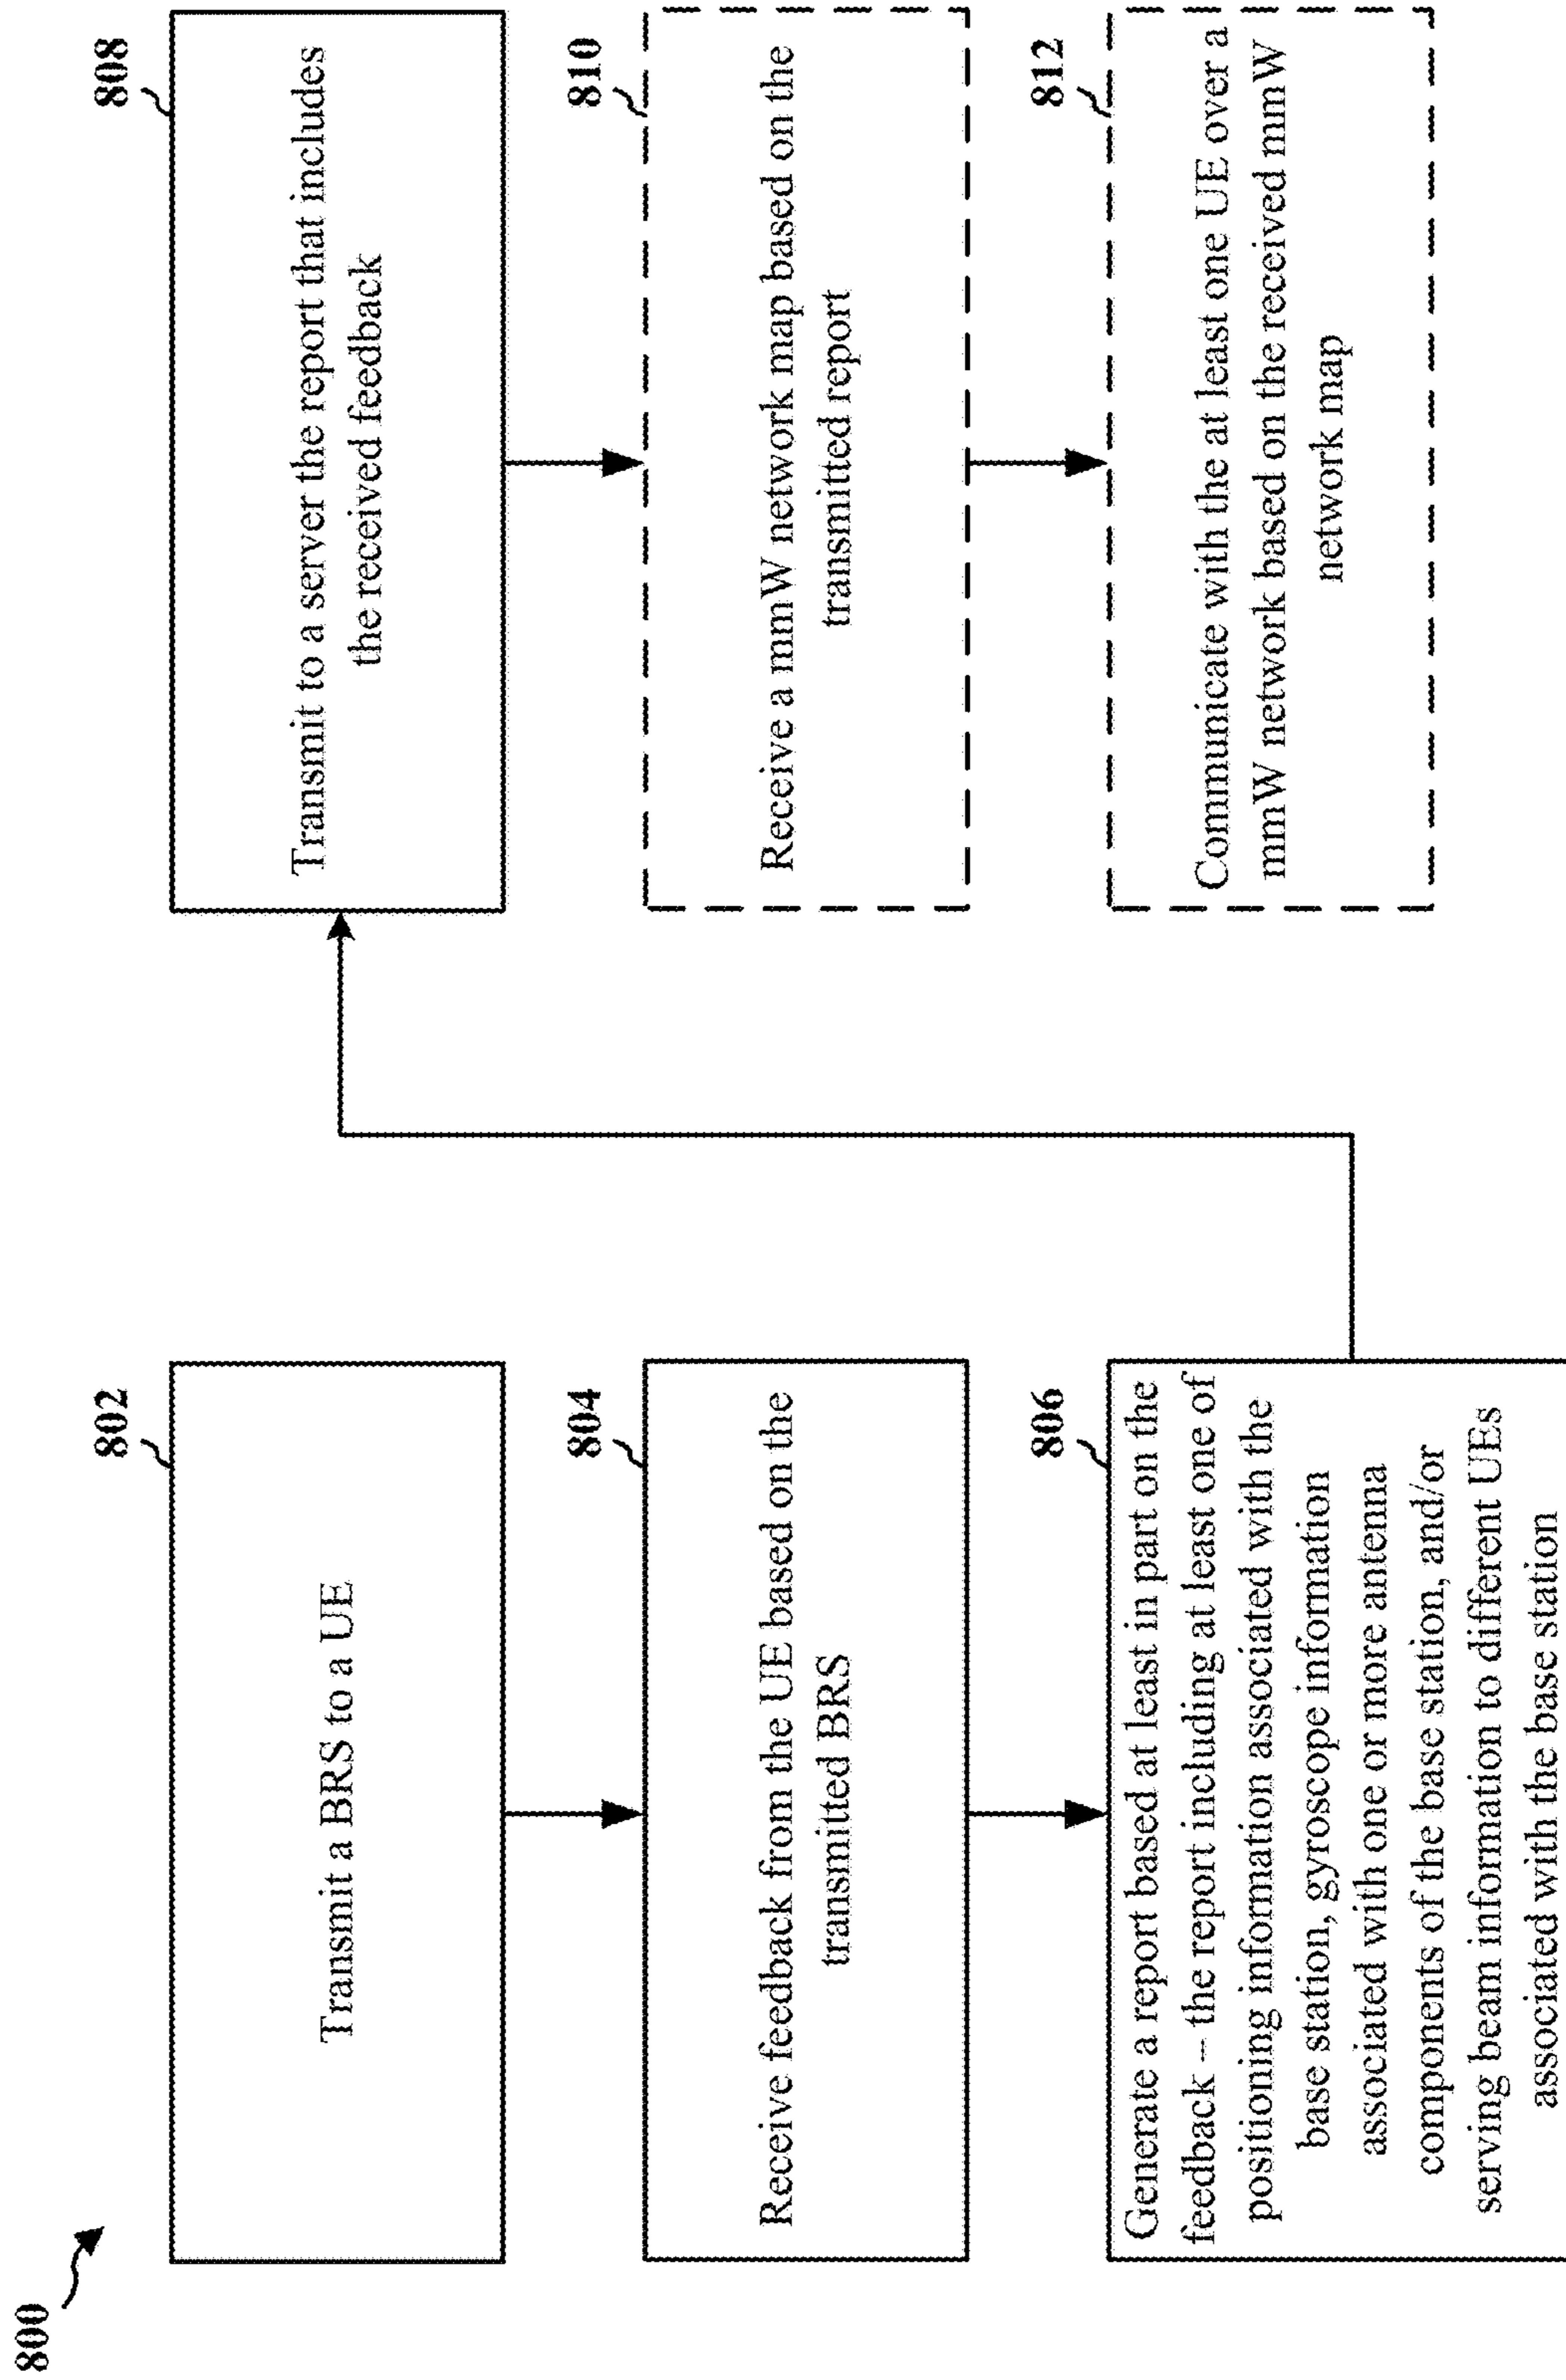 800
802
Transmit a BRS to a UE
804
Receive feedback from the UE based on the
transmitted BRS
806
Generate a report based at least in part on the
feedback – the report including at least one of
positioning information associated with the
base station, gyroscope information
associated with one or more antenna
components of the base station, and/or
serving beam information to different UEs
associated with the base station
808
Transmit to a server the report that includes
the received feedback
810
Receive a mmW network map based on the
transmitted report
812
Communicate with the at least one UE over a
mmW network based on the received mmW
network map